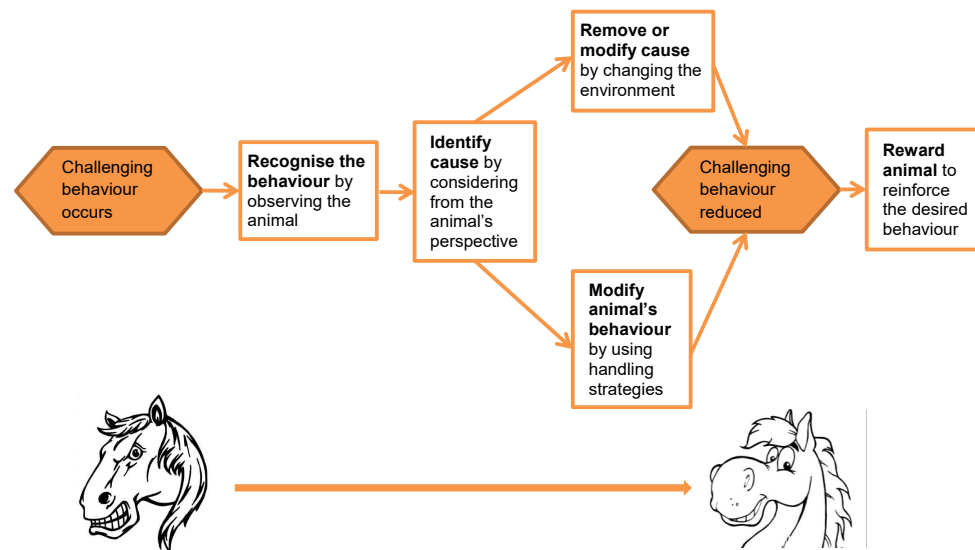 Challenging
behaviour
occurs
Recognise the
behaviour by
observing the
animal
Identify
cause by
considering
from the
animal's
perspective
Remove or
modify cause
by changing the
environment
Modify
animal's
behaviour
by using
handling
strategies
Challenging
behaviour
reduced
Reward
animal to
reinforce
the desired
behaviour